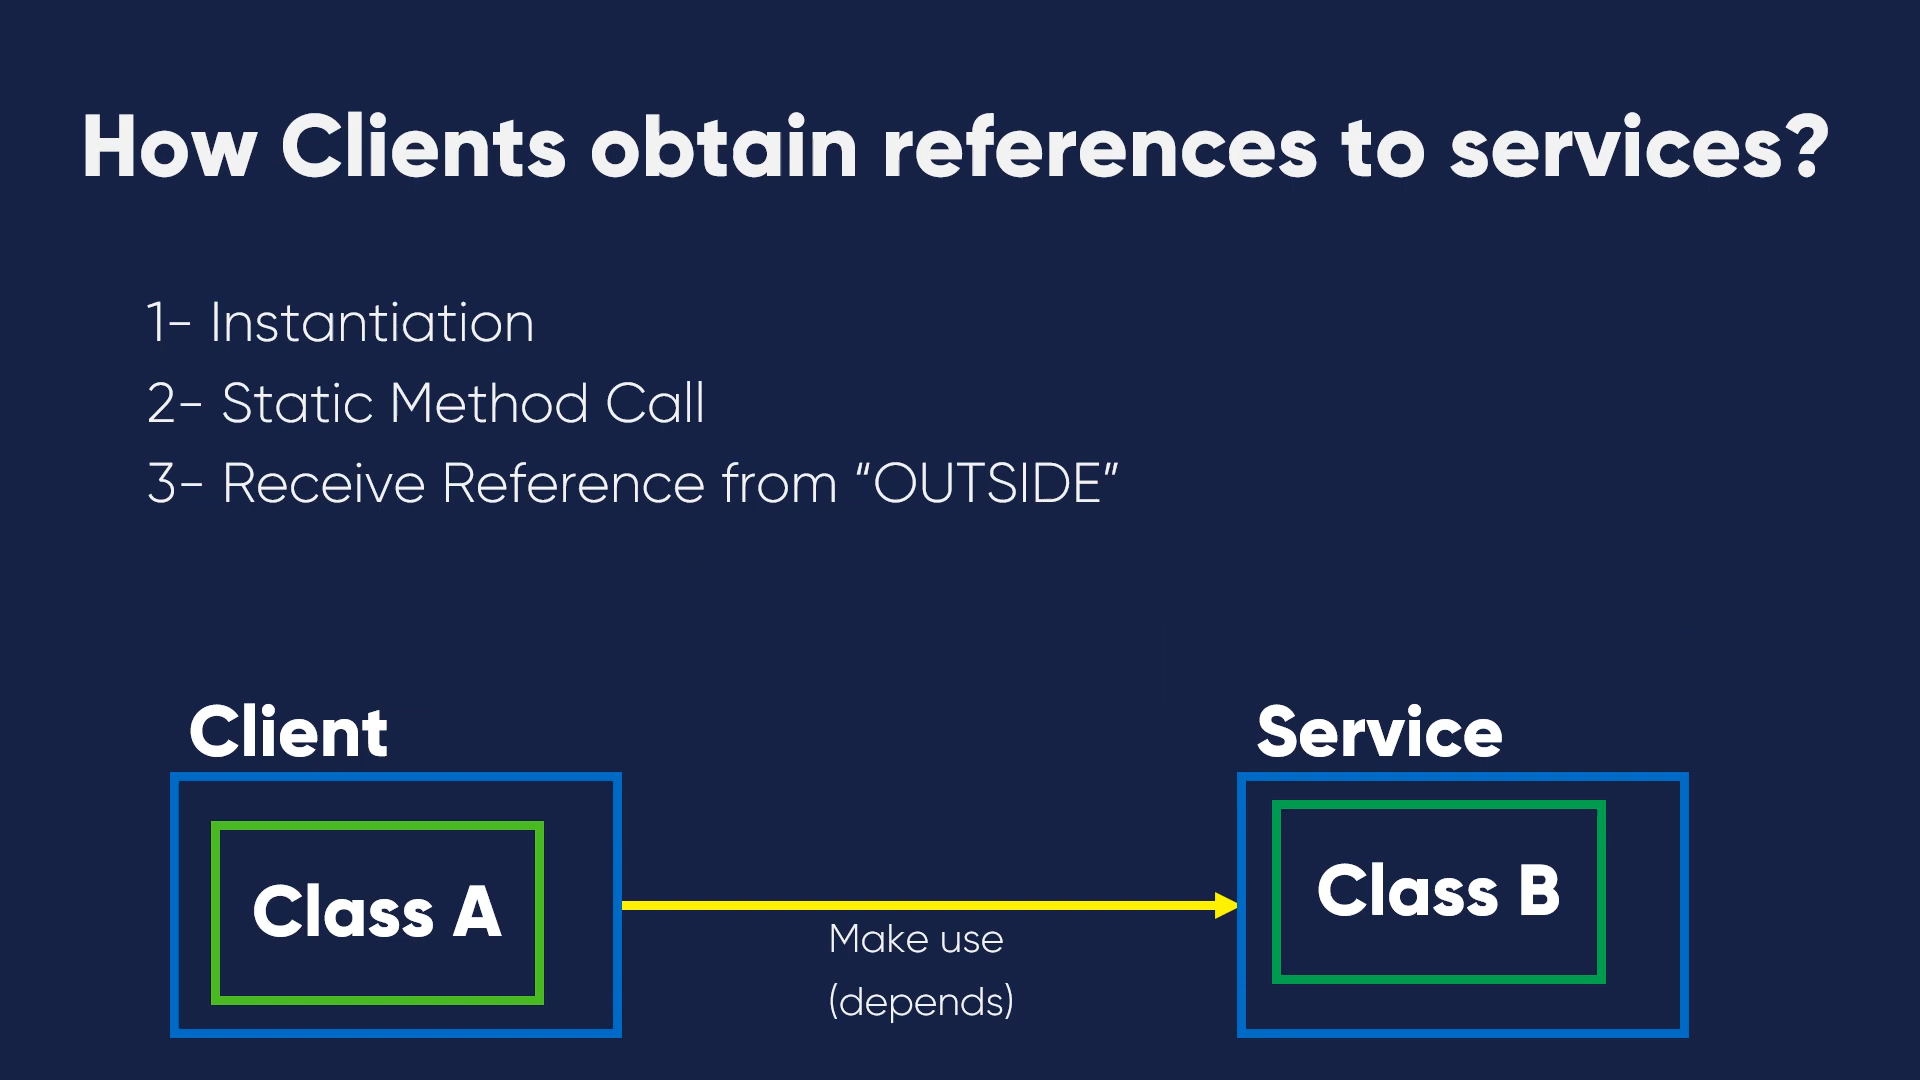 How Clients obtain references to services?
1- Instantiation
2- Static Method Call
3- Receive Reference from “OUTSIDE”
Client
Service
Class A
Class B
Make use
(depends)